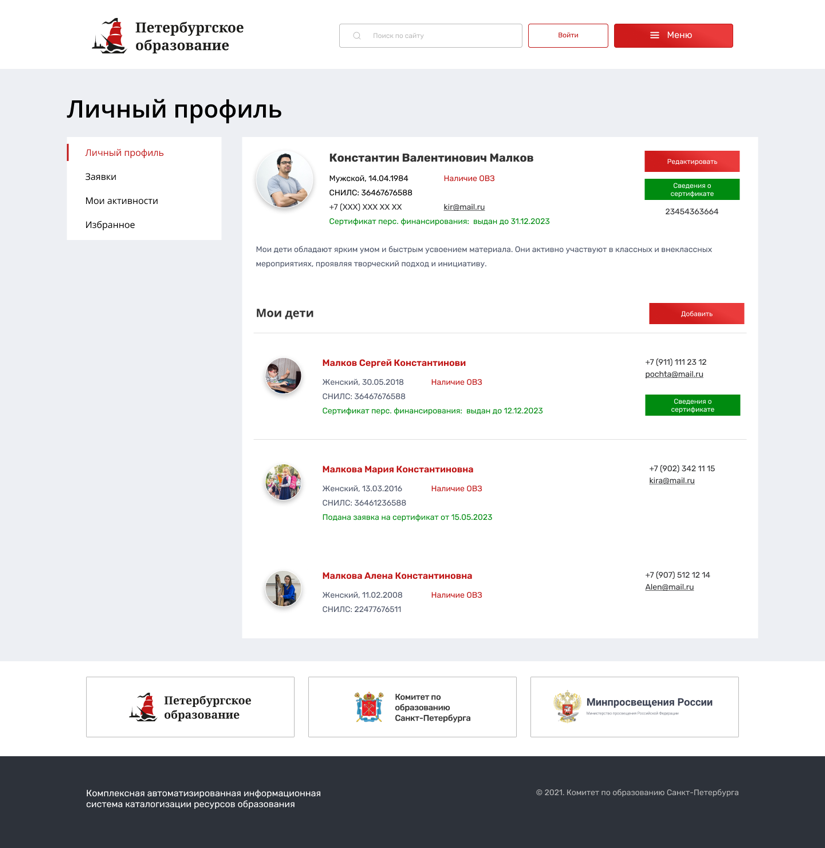 Петербургское
образование
Поиск по сайту
Войти
Меню
Личный профиль
Личный профиль
Заявки
Мои активности
Избранное
Константин Валентинович Малков
Мужской, 14.04.1984 Наличие ОВЗ
СНИЛС: 36467676588
+7 (XXX) XXX XX XX kir@mail.ru
Сертификат перс. финансирования: выдан до 31.12.2023
Редактировать
Сведения о
сертификате
23454363664
Мои дети обладают ярким умом и быстрым усвоением материала. Они активно участвуют в классных и внеклассных
мероприятиях, проявляя творческий подход и инициативу.
Мои дети
Добавить
Малков Сергей Константинови
Женский, 30.05.2018 Наличие ОВЗ
СНИЛС: 36467676588
Сертификат перс. финансирования: выдан до 12.12.2023
+7 (911) 111 23 12
pochta@mail.ru
Сведения о
сертификате
Малкова Мария Константиновна
Женский, 13.03.2016 Наличие ОВЗ
СНИЛС: 36461236588
Подана заявка на сертификат от 15.05.2023
+7 (902) 342 11 15
kira@mail.ru
Малкова Алена Константиновна
Женский, 11.02.2008 Наличие ОВЗ
СНИЛС: 22477676511
+7 (907) 512 12 14
Alen@mail.ru
Петербургское
образование
Комитет по
образованию
Санкт-Петербурга
Минпросвещения России
Министерство просвещения Российской Федерации
Комплексная автоматизированная информационная
система каталогизации ресурсов образования
© 2021. Комитет по образованию Санкт-Петербурга